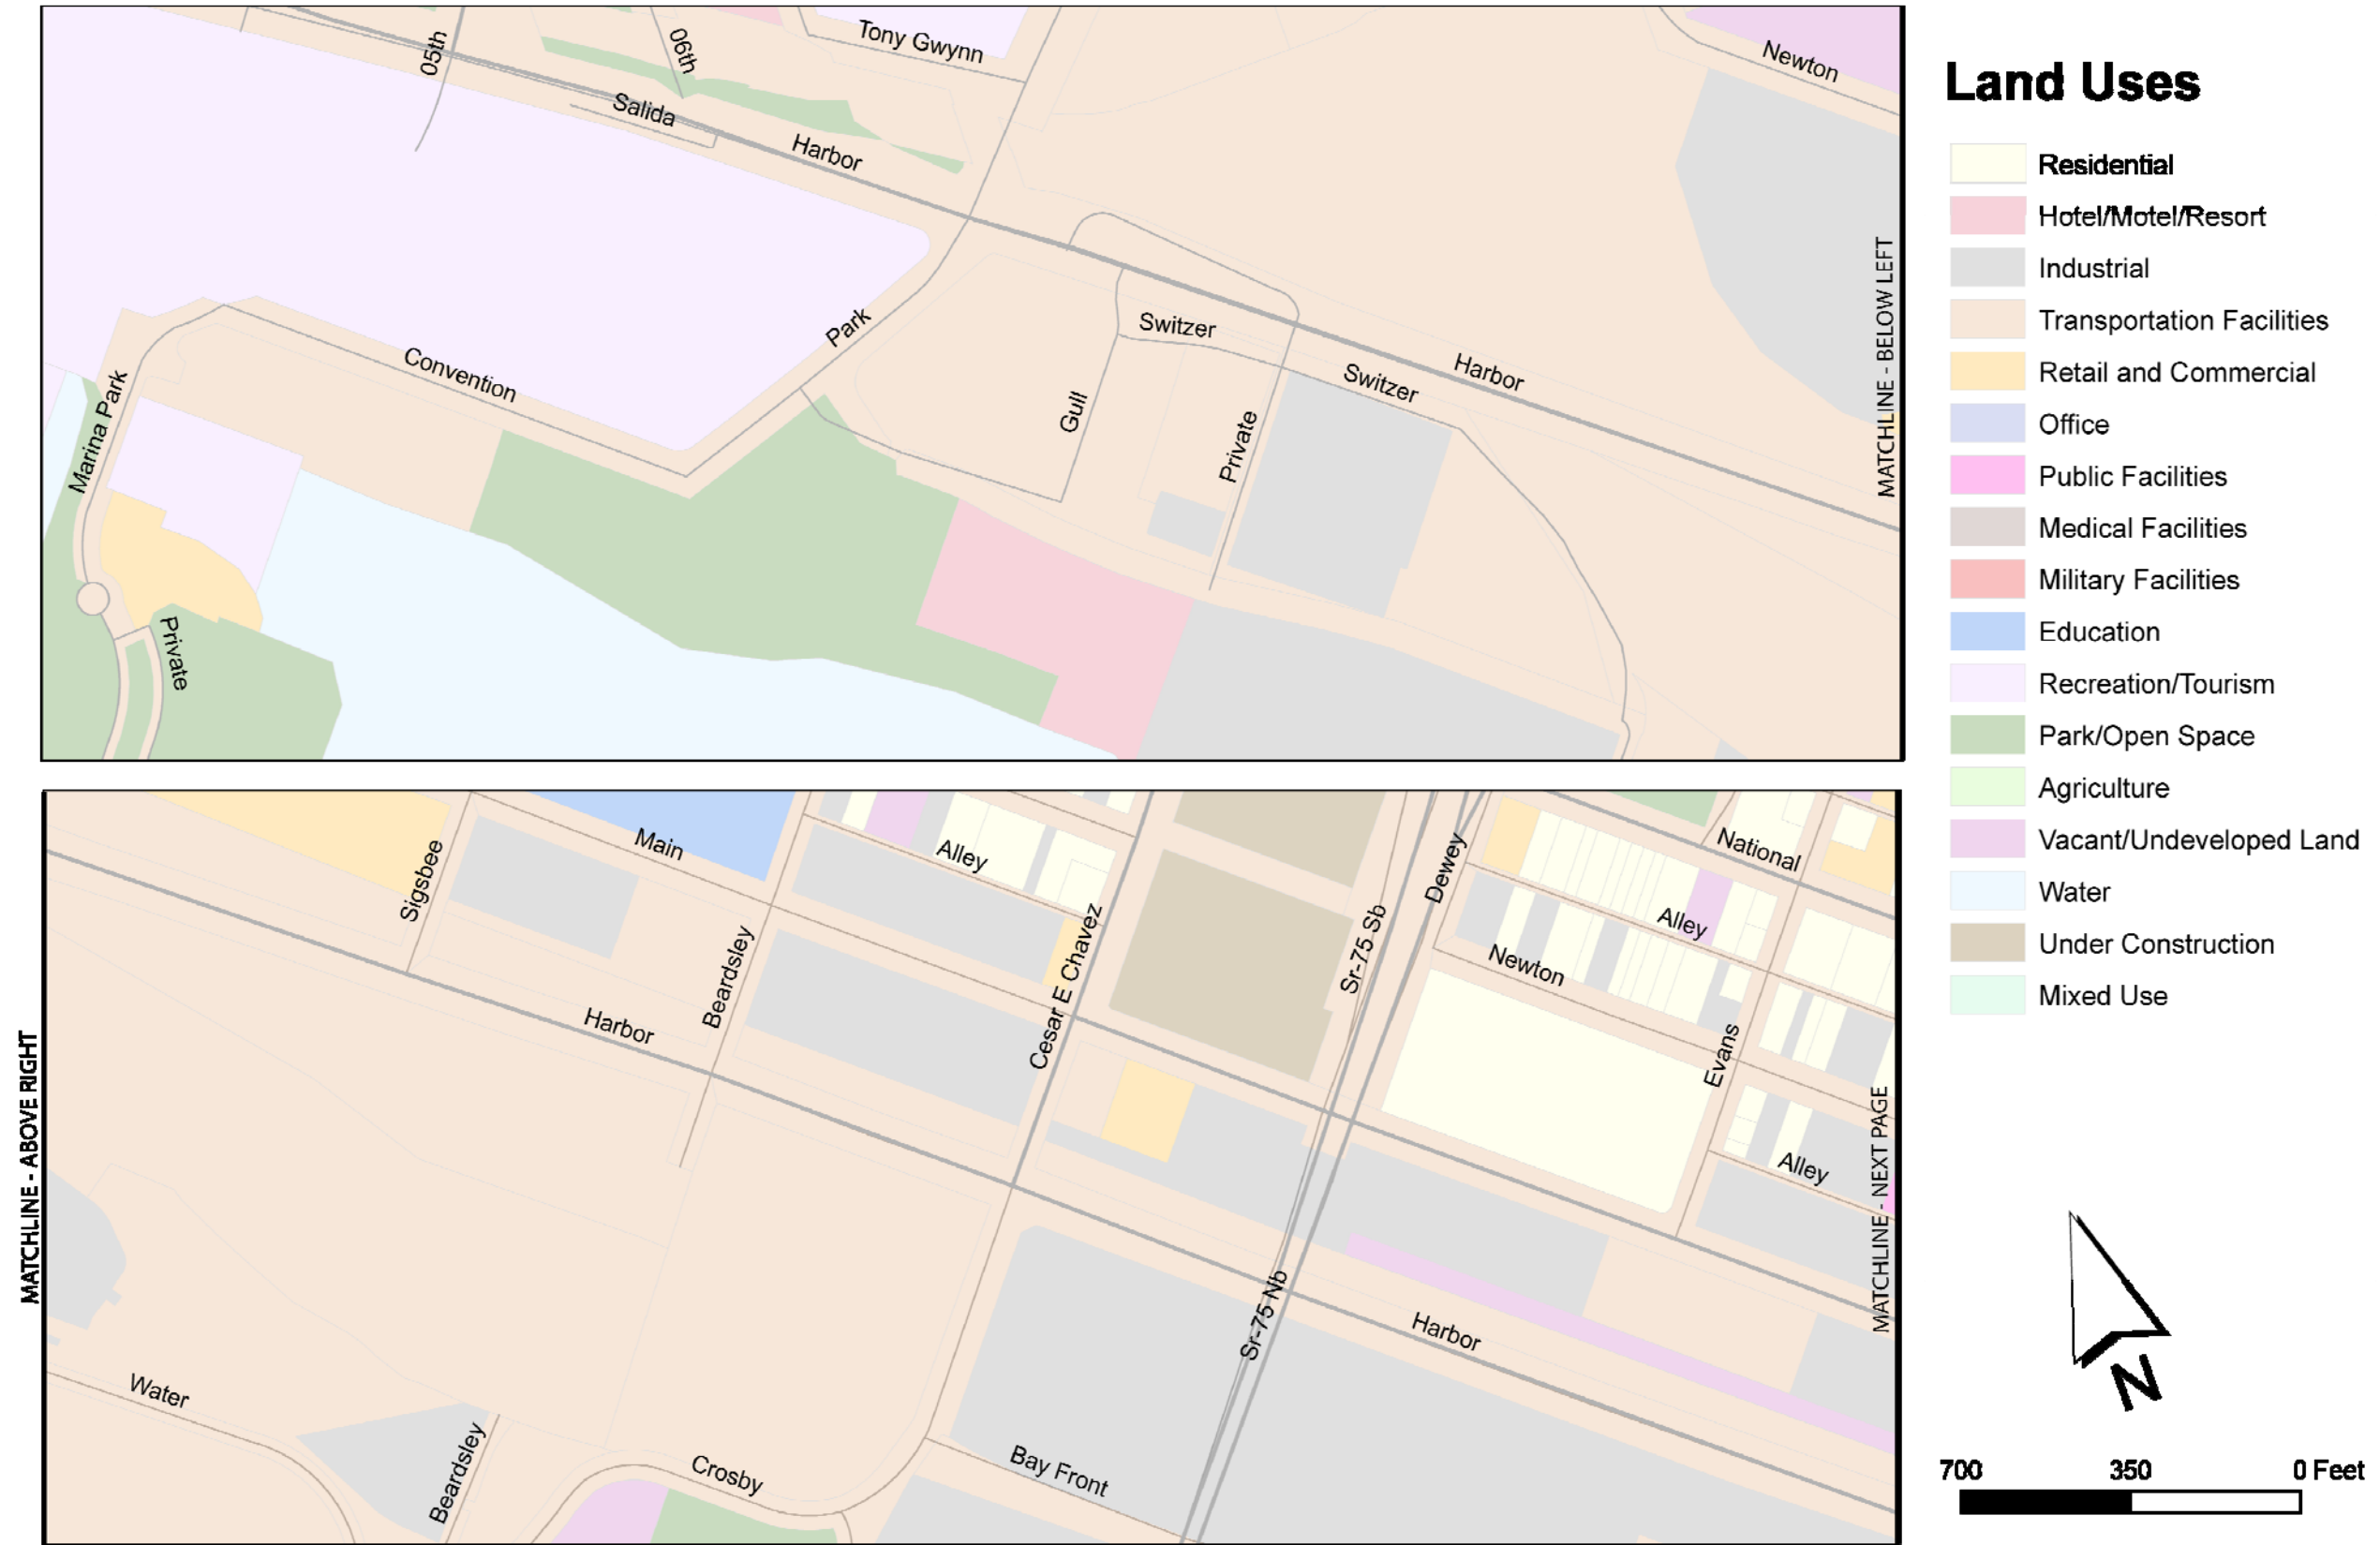 05th
06th
Tony Gwynn
Newton
Salida
Harbor
Park
Switzer
Convention
Switzer
Harbor
Gull
Private
Marina Park
Private
MATCHLINE - BELOW LEFT
Main
Sigsbee
Alley
Beardsley
Cesar E Chavez
Harbor
Sr-75 Sb
Dewey
National
Alley
Newton
Evans
Alley
Sr-75 Nb
Harbor
Water
Beardsley
Crosby
Bay Front
MATCHLINE - ABOVE RIGHT
MATCHLINE - NEXT PAGE
Land Uses
Residential
Hotel/Motel/Resort
Industrial
Transportation Facilities
Retail and Commercial
Office
Public Facilities
Medical Facilities
Military Facilities
Education
Recreation/Tourism
Park/Open Space
Agriculture
Vacant/Undeveloped Land
Water
Under Construction
Mixed Use
N
700 350 0 Feet